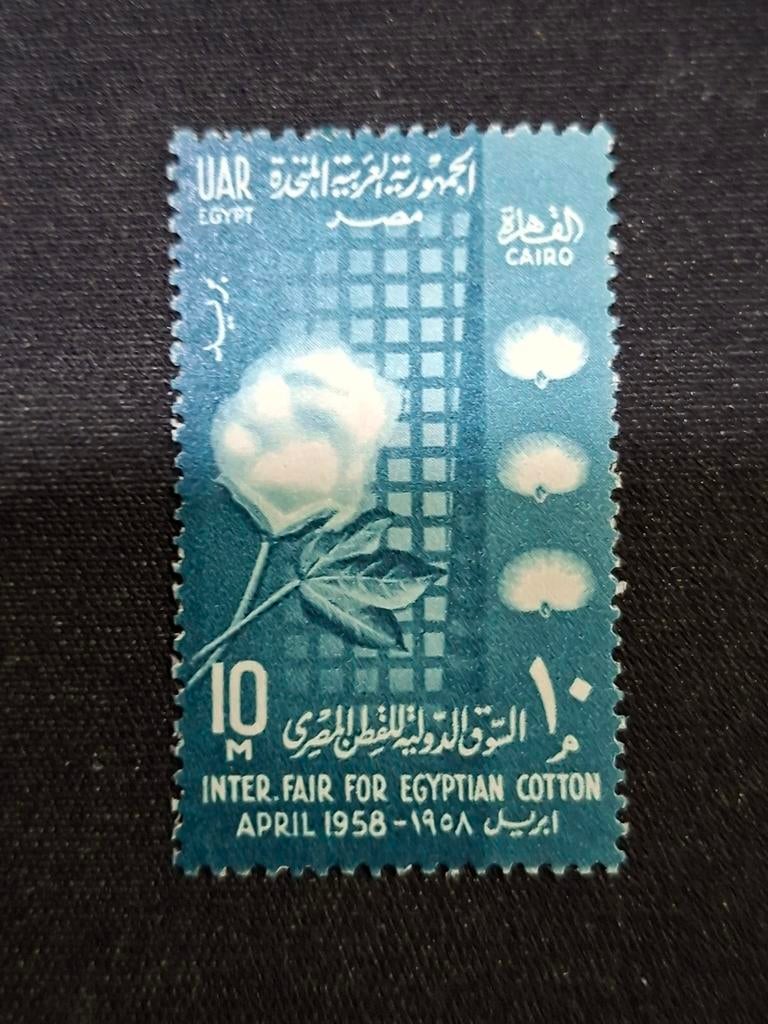 UAR الجمهورية العربية المتحدة
EGYPT مصر
القاهرة
CAIRO
بريد
10 M
١٠ م
السوق الدولية للقطن المصرى
INTER. FAIR FOR EGYPTIAN COTTON
APRIL 1958 - ١٩٥٨ ابريل